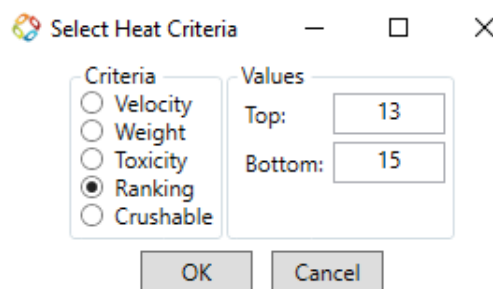 Select Heat Criteria
Criteria
Velocity
Weight
Toxicity
Ranking
Crushable
Values
Top: 13
Bottom: 15
OK Cancel